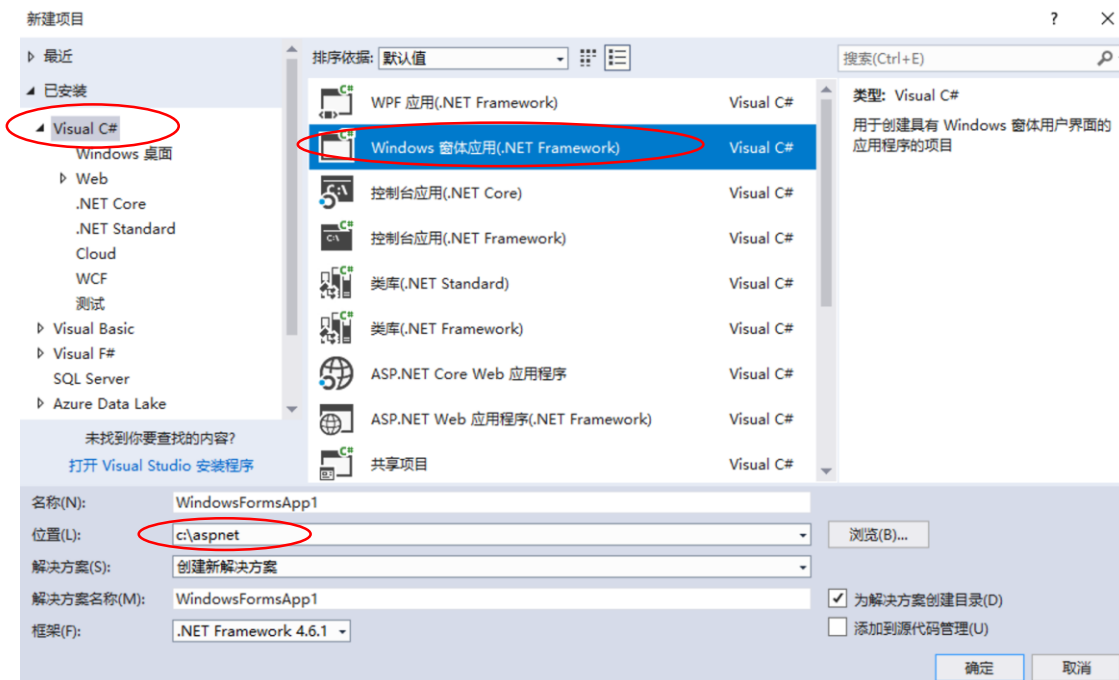 新建项目
?
最近
已安装
Visual C#
Windows 桌面
Web
.NET Core
.NET Standard
Cloud
WCF
测试
Visual Basic
Visual F#
SQL Server
Azure Data Lake
未找到你要查找的内容?
打开 Visual Studio 安装程序
排序依据: 默认值
WPF 应用(.NET Framework) Visual C#
Windows 窗体应用(.NET Framework) Visual C#
控制台应用(.NET Core) Visual C#
控制台应用(.NET Framework) Visual C#
类库(.NET Standard) Visual C#
类库(.NET Framework) Visual C#
ASP.NET Core Web 应用程序 Visual C#
ASP.NET Web 应用程序(.NET Framework) Visual C#
共享项目 Visual C#
搜索(Ctrl+E)
类型: Visual C#
用于创建具有 Windows 窗体用户界面的
应用程序的项目
名称(N): WindowsFormsApp1
位置(L): c:\aspnet 浏览(B)...
解决方案(S): 创建新解决方案
解决方案名称(M): WindowsFormsApp1 为解决方案创建目录(D)
框架(F): .NET Framework 4.6.1 添加到源代码管理(U)
确定 取消